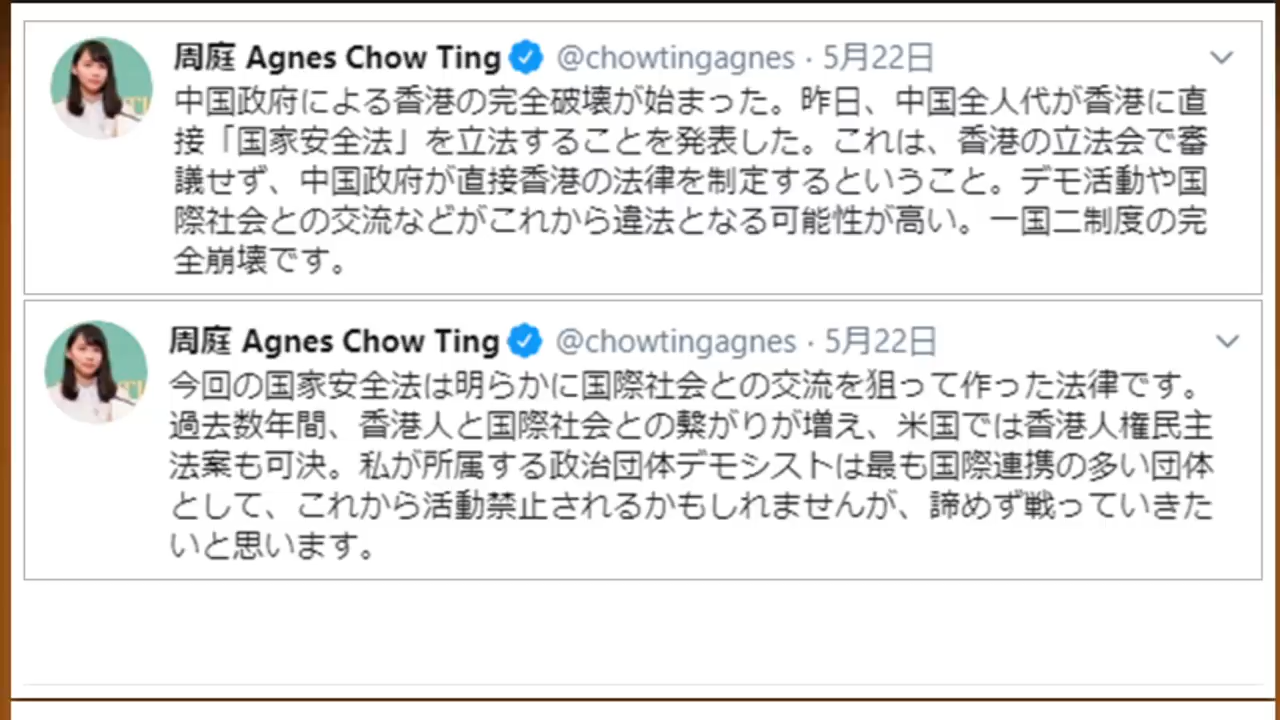 周庭 Agnes Chow Ting @chowtingagnes · 5月22日
中国政府による香港の完全破壊が始まった。昨日、中国全人代が香港に直
接「国家安全法」を立法することを発表した。これは、香港の立法会で審
議せず、中国政府が直接香港の法律を制定するということ。デモ活動や国
際社会との交流などがこれから違法となる可能性が高い。一国二制度の完
全崩壊です。
周庭 Agnes Chow Ting @chowtingagnes · 5月22日
今回の国家安全法は明らかに国際社会との交流を狙って作った法律です。
過去数年間、香港人と国際社会との繋がりが増え、米国では香港人権民主
法案も可決。私が所属する政治団体デモシストは最も国際連携の多い団体
として、これから活動禁止されるかもしれませんが、諦めず戦っていきた
いと思います。